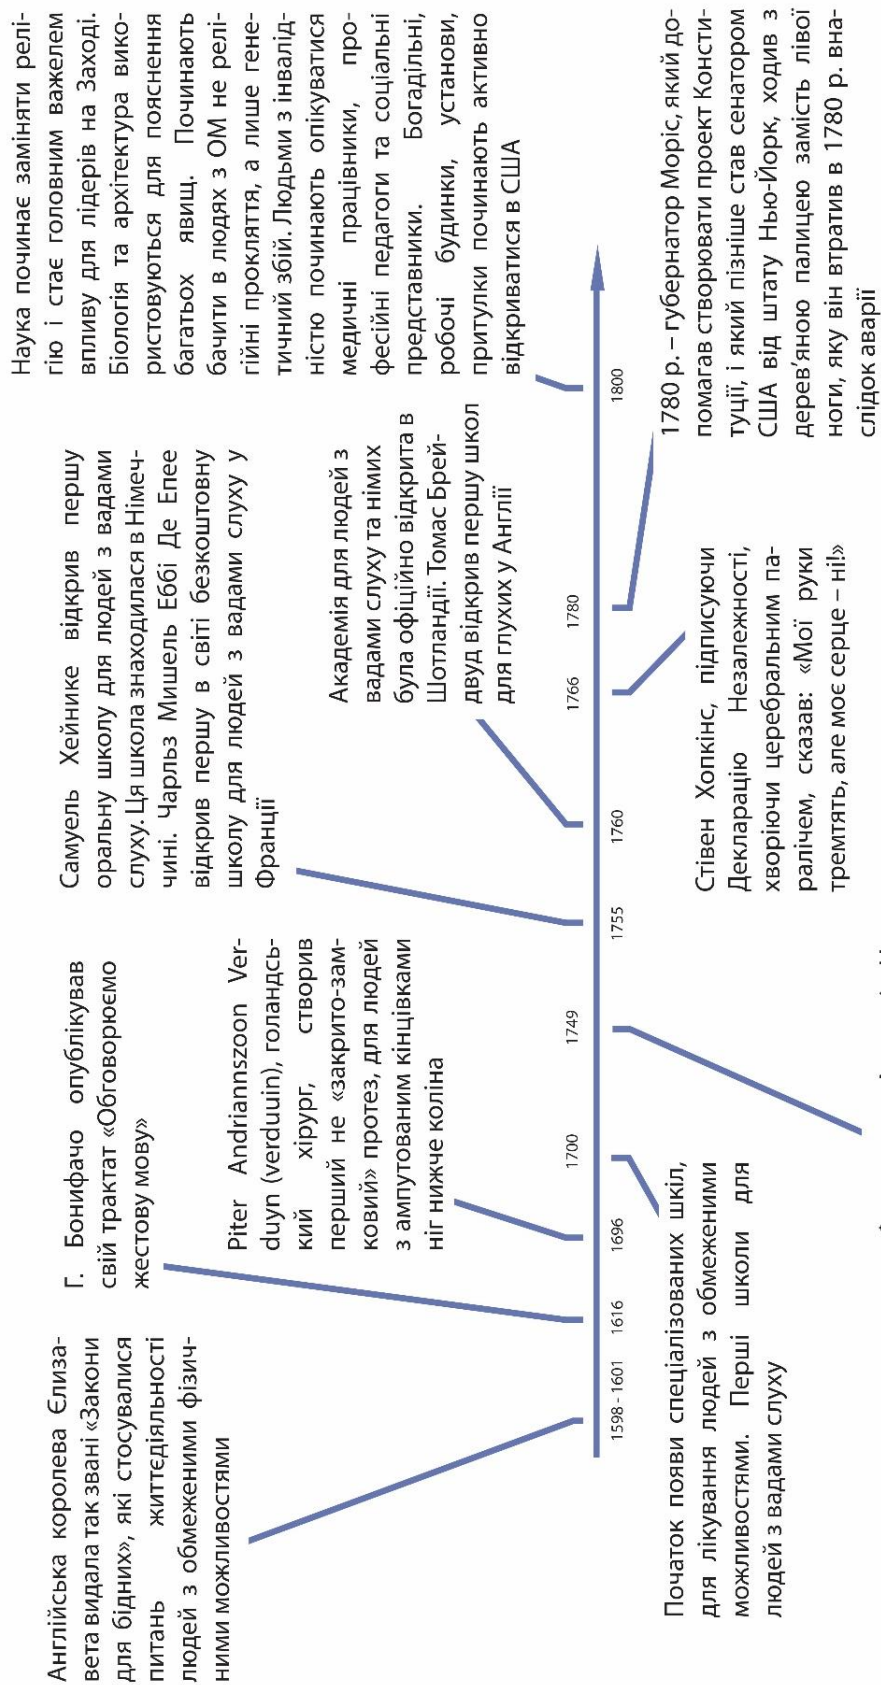 Англійська королева Єлиза-
вета видала так звані «Закони
для бідних», які стосувалися
питань життєдіяльності
людей з обмеженими фізич-
ними можливостями
Г. Бонифачо опублікував
свій трактат «Обговорюємо
жестову мову»
Piter Andriannszoon Ver-
duyn (verduuin), голандсь-
кий хірург, створив
перший не «закрито-зам-
ковий» протез, для людей
з ампутованим кінцівками
ніг нижче коліна
Самуель Хейнике відкрив першу
оральну школу для людей з вадами
слуху. Ця школа знаходилася в Німеч-
чині. Чарльз Мишель Еббі Де Епее
відкрив першу в світі безкоштовну
школу для людей з вадами слуху у
Франції
Академія для людей з
вадами слуху та німих
була офіційно відкрита в
Шотландії. Томас Брей-
двуд відкрив першу школ
для глухих у Англії
Наука починає заміняти релі-
гію і стає головним важелем
впливу для лідерів на Заході.
Біологія та архітектура вико-
ристовуються для пояснення
багатьох явищ. Починають
бачити в людях з ОМ не релі-
гійні прокляття, а лише гене-
тичний збій. Людьми з інвалід-
ністю починають опікуватися
медичні працівники, про-
фесійні педагоги та соціальні
представники. Богадільні,
робочі будинки, установи,
притулки починають активно
відкриватися в США
1598 - 1601
1616
1696
1700
1749
1755
1760
1766
1780
1800
Початок появи спеціалізованих шкіл,
для лікування людей з обмеженими
можливостями. Перші школи для
людей з вадами слуху
Стівен Хопкінс, підписуючи
Декларацію Незалежності,
хворіючи церебральним па-
ралічем, сказав: «Мої руки
тремтять, але моє серце – ні!»
1780 р. – губернатор Моріс, який до-
помагав створювати проект Консти-
туції, і який пізніше став сенатором
США від штату Нью-Йорк, ходив з
дерев’яною палицею замість лівої
ноги, яку він втратив в 1780 р. вна-
слідок аварії